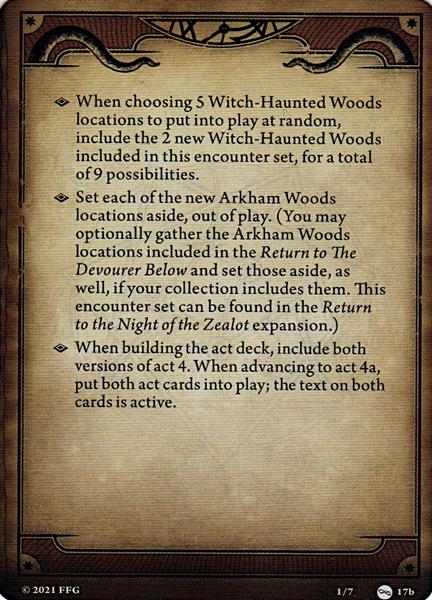 When choosing 5 Witch-Haunted Woods
locations to put into play at random,
include the 2 new Witch-Haunted Woods
included in this encounter set, for a total
of 9 possibilities.
Set each of the new Arkham Woods
locations aside, out of play. (You may
optionally gather the Arkham Woods
locations included in the Return to The
Devourer Below and set those aside, as
well, if your collection includes them. This
encounter set can be found in the Return
to the Night of the Zealot expansion.)
When building the act deck, include both
versions of act 4. When advancing to act 4a,
put both act cards into play; the text on both
cards is active.
© 2021 FFG
1/7
17b